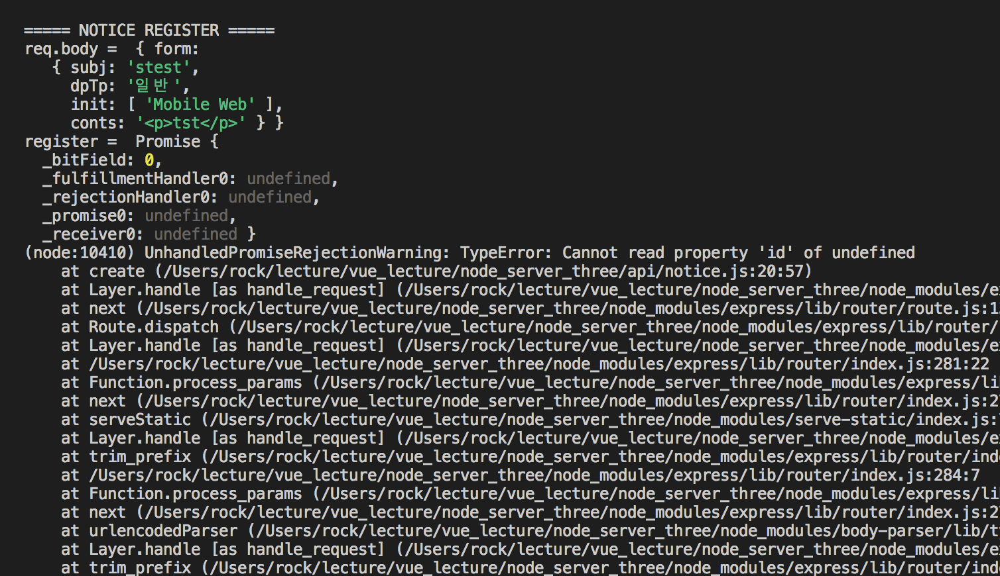 ===== NOTICE REGISTER =====
req.body =  { form:
   { subj: 'stest',
     dpTp: '일반',
     init: [ 'Mobile Web' ],
     conts: '<p>tst</p>' } }
register =  Promise {
  _bitField: 0,
  _fulfillmentHandler0: undefined,
  _rejectionHandler0: undefined,
  _promise0: undefined,
  _receiver0: undefined }
(node:10410) UnhandledPromiseRejectionWarning: TypeError: Cannot read property 'id' of undefined
    at create (/Users/rock/lecture/vue_lecture/node_server_three/api/notice.js:20:57)
    at Layer.handle [as handle_request] (/Users/rock/lecture/vue_lecture/node_server_three/node_modules/ex
    at next (/Users/rock/lecture/vue_lecture/node_server_three/node_modules/express/lib/router/route.js:1
    at Route.dispatch (/Users/rock/lecture/vue_lecture/node_server_three/node_modules/express/lib/router/
    at Layer.handle [as handle_request] (/Users/rock/lecture/vue_lecture/node_server_three/node_modules/ex
    at /Users/rock/lecture/vue_lecture/node_server_three/node_modules/express/lib/router/index.js:281:22
    at Function.process_params (/Users/rock/lecture/vue_lecture/node_server_three/node_modules/express/li
    at next (/Users/rock/lecture/vue_lecture/node_server_three/node_modules/express/lib/router/index.js:2
    at serveStatic (/Users/rock/lecture/vue_lecture/node_server_three/node_modules/serve-static/index.js:
    at Layer.handle [as handle_request] (/Users/rock/lecture/vue_lecture/node_server_three/node_modules/ex
    at trim_prefix (/Users/rock/lecture/vue_lecture/node_server_three/node_modules/express/lib/router/ind
    at /Users/rock/lecture/vue_lecture/node_server_three/node_modules/express/lib/router/index.js:284:7
    at Function.process_params (/Users/rock/lecture/vue_lecture/node_server_three/node_modules/express/li
    at next (/Users/rock/lecture/vue_lecture/node_server_three/node_modules/express/lib/router/index.js:2
    at urlencodedParser (/Users/rock/lecture/vue_lecture/node_server_three/node_modules/body-parser/lib/t
    at Layer.handle [as handle_request] (/Users/rock/lecture/vue_lecture/node_server_three/node_modules/ex
    at trim_prefix (/Users/rock/lecture/vue_lecture/node_server_three/node_modules/express/lib/router/ind